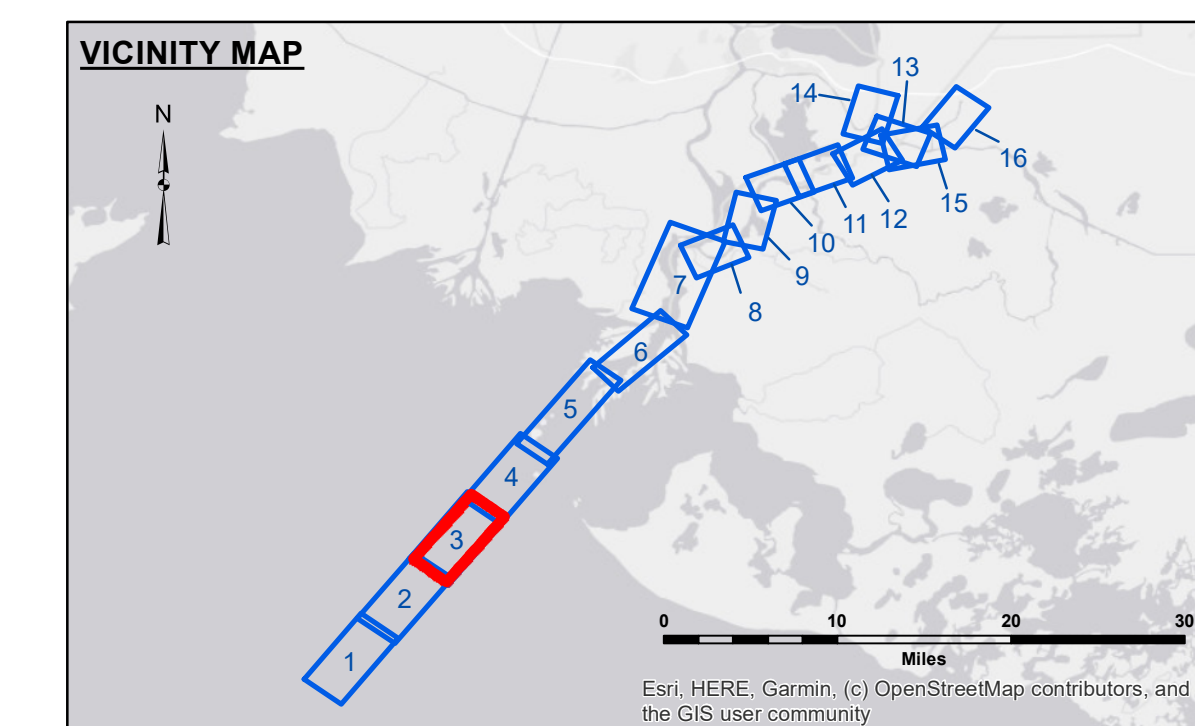 VICINITY MAP
N
13
14
16
15
12
11
10
9
8
7
6
5
4
3
2
1
0 10 20 30
Miles
Esri, HERE, Garmin, (c) OpenStreetMap contributors, and
the GIS user community